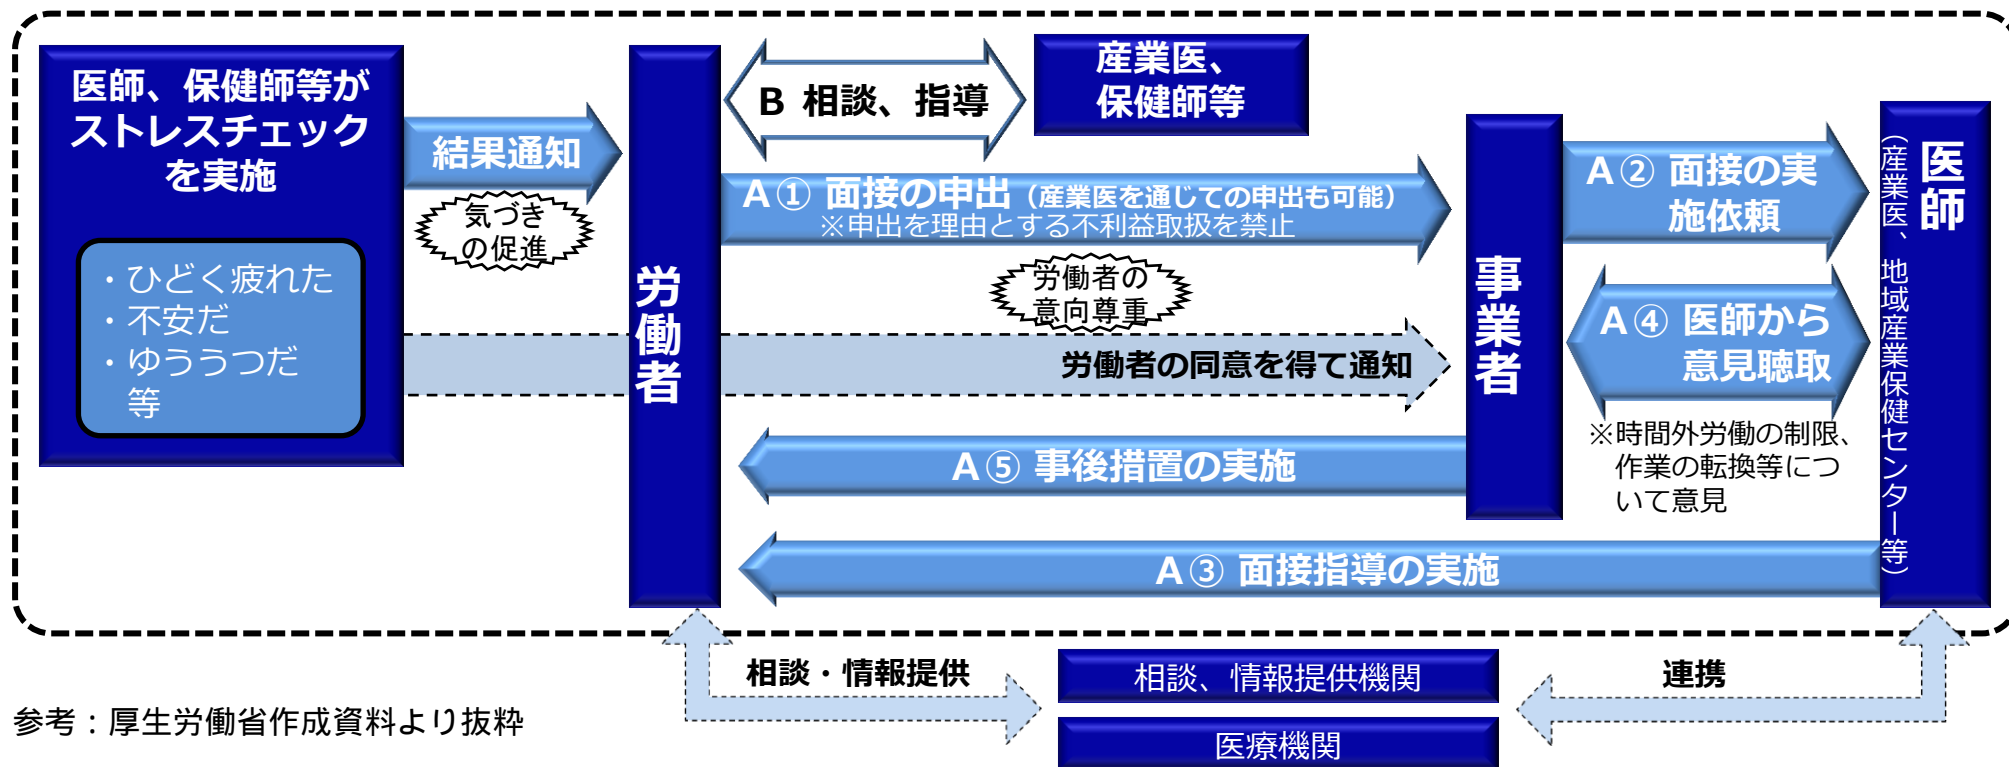 医師、保健師等が
ストレスチェック
を実施
・ひどく疲れた
・不安だ
・ゆううつだ
等
結果通知
気づき
の促進
労働者
B 相談、指導
産業医、
保健師等
A① 面接の申出（産業医を通じての申出も可能）
※申出を理由とする不利益取扱を禁止
労働者の
意向尊重
労働者の同意を得て通知
A⑤ 事後措置の実施
A③ 面接指導の実施
事業者
A② 面接の実
施依頼
A④ 医師から
意見聴取
※時間外労働の制限、
作業の転換等につ
いて意見
医師
（産業医、地域産業保健センター等）
相談・情報提供
相談、情報提供機関
医療機関
連携
参考：厚生労働省作成資料より抜粋